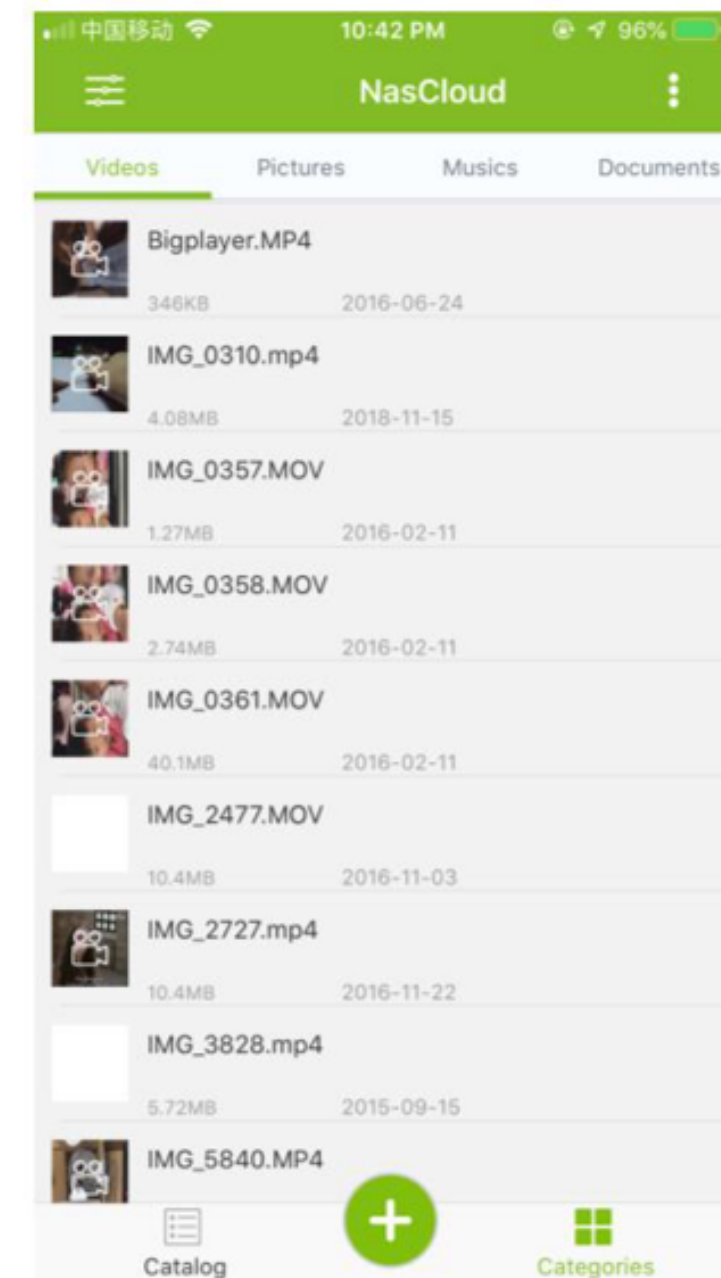 中国移动 10:42 PM 96%
NasCloud
Videos Pictures Musics Documents
Bigplayer.MP4
346KB 2016-06-24
IMG_0310.mp4
4.08MB 2018-11-15
IMG_0357.MOV
1.27MB 2016-02-11
IMG_0358.MOV
2.74MB 2016-02-11
IMG_0361.MOV
40.1MB 2016-02-11
IMG_2477.MOV
10.4MB 2016-11-03
IMG_2727.mp4
10.4MB 2016-11-22
IMG_3828.mp4
5.72MB 2015-09-15
IMG_5840.MP4
Catalog Categories